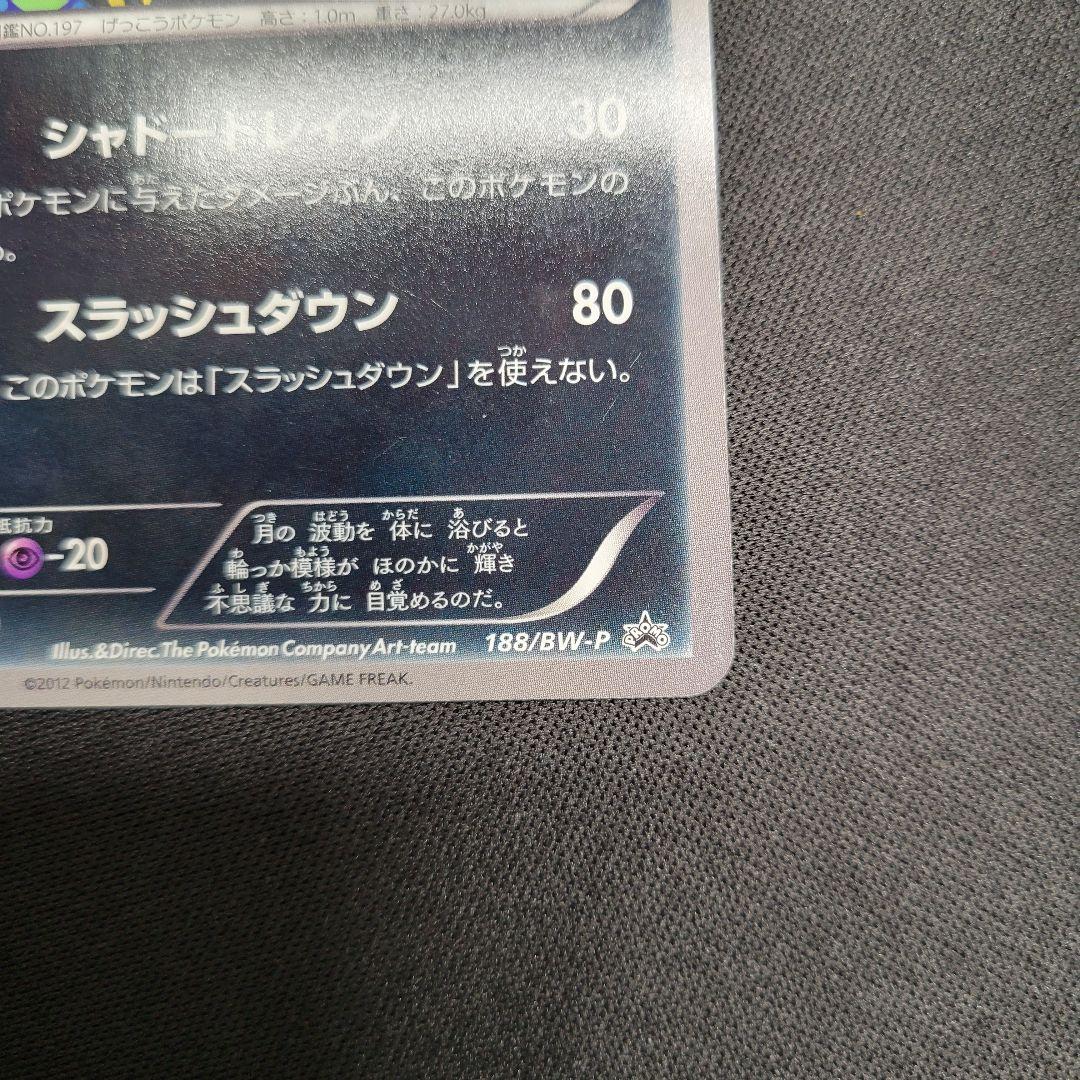 鑑NO.197 げっこうポケモン 高さ：1.0m 重さ：27.0kg
シャドードレイン 30
ポケモンに与えたダメージぶん、このポケモンの
る。
スラッシュダウン 80
このポケモンは「スラッシュダウン」を使えない。
抵抗力
-20
月の 波動を 体に 浴びると
輪っか模様が ほのかに 輝き
不思議な 力に 目覚めるのだ。
Illus.&Direc.The Pokémon Company Art-team 188/BW-P PROMO
©2012 Pokémon/Nintendo/Creatures/GAME FREAK.